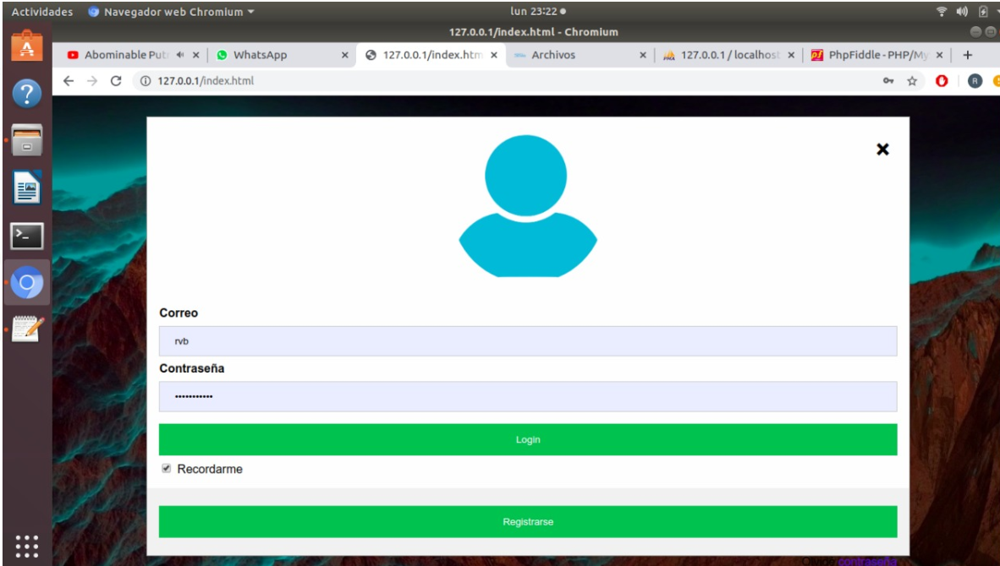 Actividades Navegador web Chromium lun 23:22
127.0.0.1/index.html - Chromium
Abominable Put WhatsApp 127.0.0.1/index.htm Archivos 127.0.0.1 / localhost PhpFiddle - PHP/My
127.0.0.1/index.html R
Correo
rvb
Contraseña
Login
Recordarme
Registrarse
contraseña